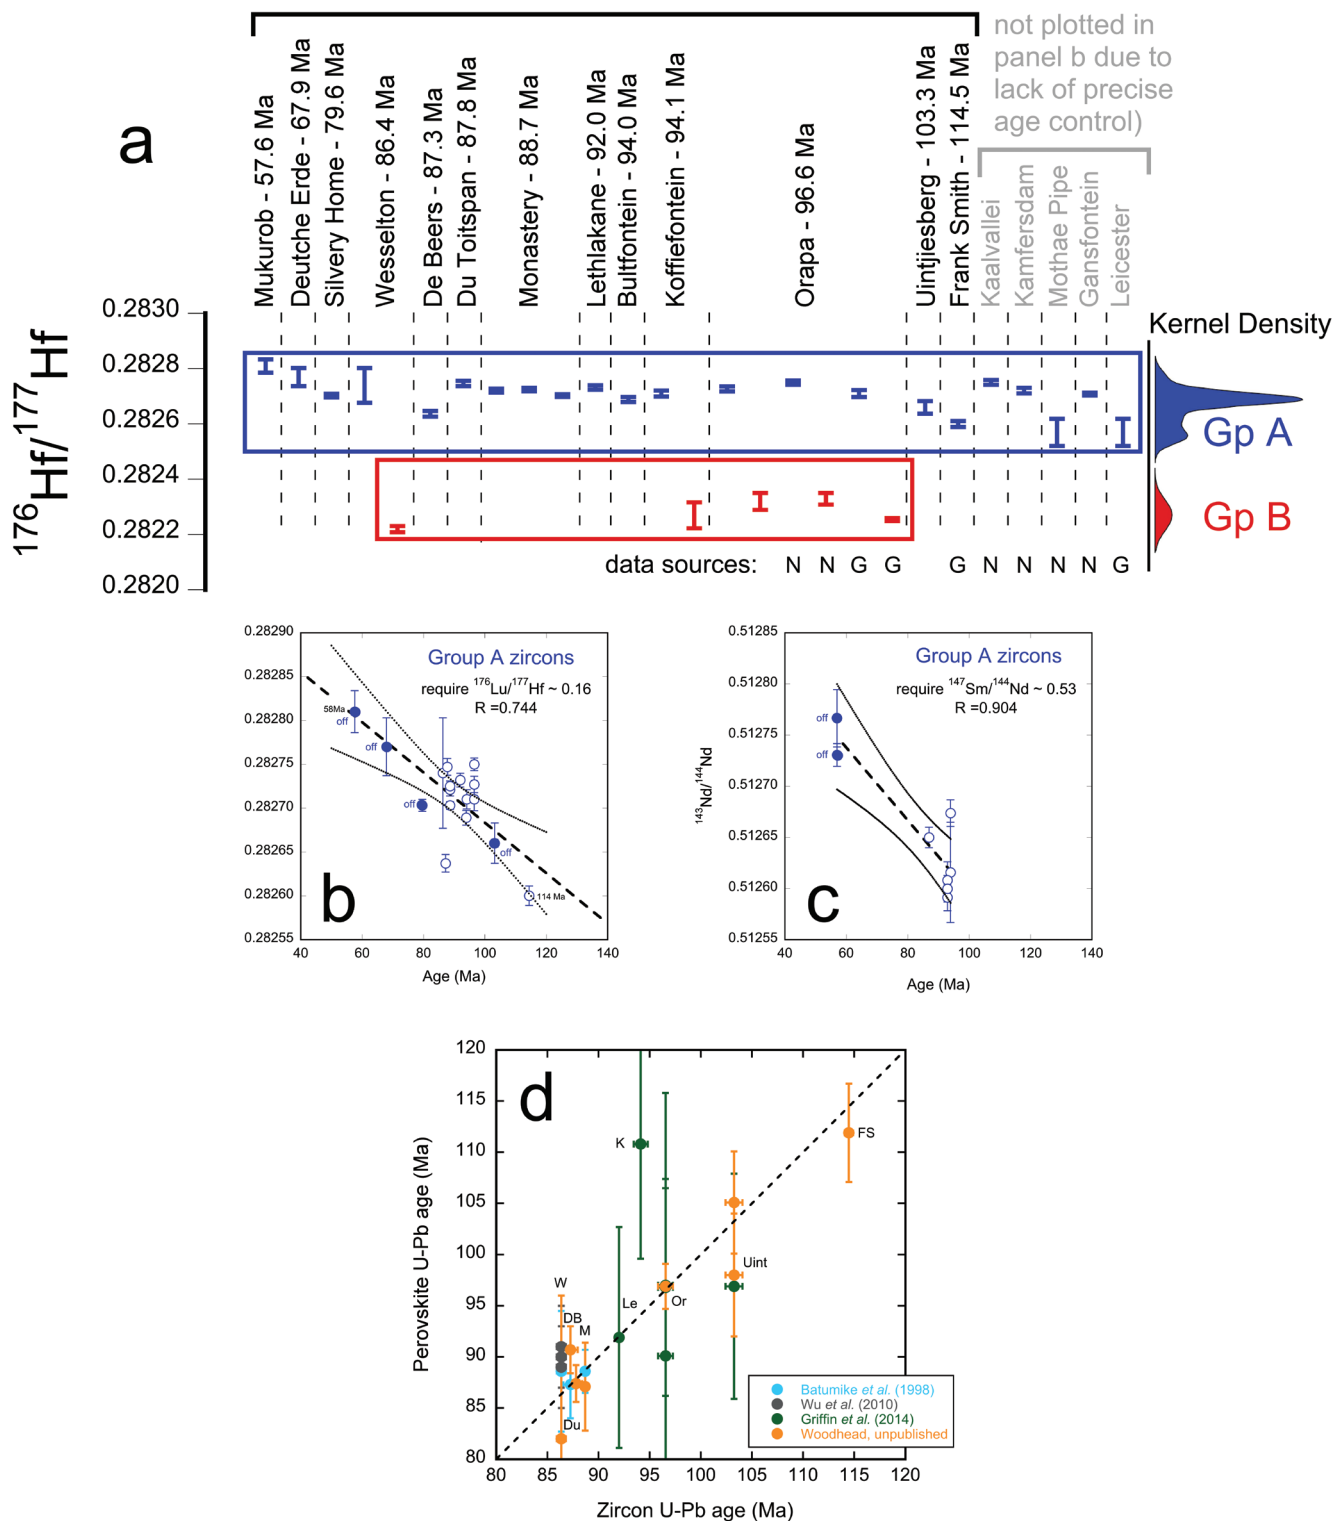 a
not plotted in
panel b due to
lack of precise
age control)
Mukurob - 57.6 Ma
Deutche Erde - 67.9 Ma
Silvery Home - 79.6 Ma
Wesselton - 86.4 Ma
De Beers - 87.3 Ma
Du Toitspan - 87.8 Ma
Monastery - 88.7 Ma
Lethlakane - 92.0 Ma
Bultfontein - 94.0 Ma
Koffiefontein - 94.1 Ma
Orapa - 96.6 Ma
Uintjiesberg - 103.3 Ma
Frank Smith - 114.5 Ma
Kaalvallei
Kamfersdam
Mothae Pipe
Gansfontein
Leicester
176Hf/177Hf
0.2830
0.2828
0.2826
0.2824
0.2822
0.2820
Kernel Density
Gp A
Gp B
data sources: N N G G G N N N N G
0.28290
0.28285
0.28280
0.28275
0.28270
0.28265
0.28260
0.28255
Group A zircons
require 176Lu/177Hf ~ 0.16
R =0.744
58Ma
off
off
off
off
114 Ma
b
40 60 80 100 120 140
Age (Ma)
143Nd/144Nd
0.51285
0.51280
0.51275
0.51270
0.51265
0.51260
0.51255
Group A zircons
require 147Sm/144Nd ~ 0.53
R =0.904
off
off
c
40 60 80 100 120 140
Age (Ma)
d
Perovskite U-Pb age (Ma)
120
115
110
105
100
95
90
85
80
K
FS
Uint
W
Le
Or
DB
M
Du
Batumike et al. (1998)
Wu et al. (2010)
Griffin et al. (2014)
Woodhead, unpublished
80 85 90 95 100 105 110 115 120
Zircon U-Pb age (Ma)